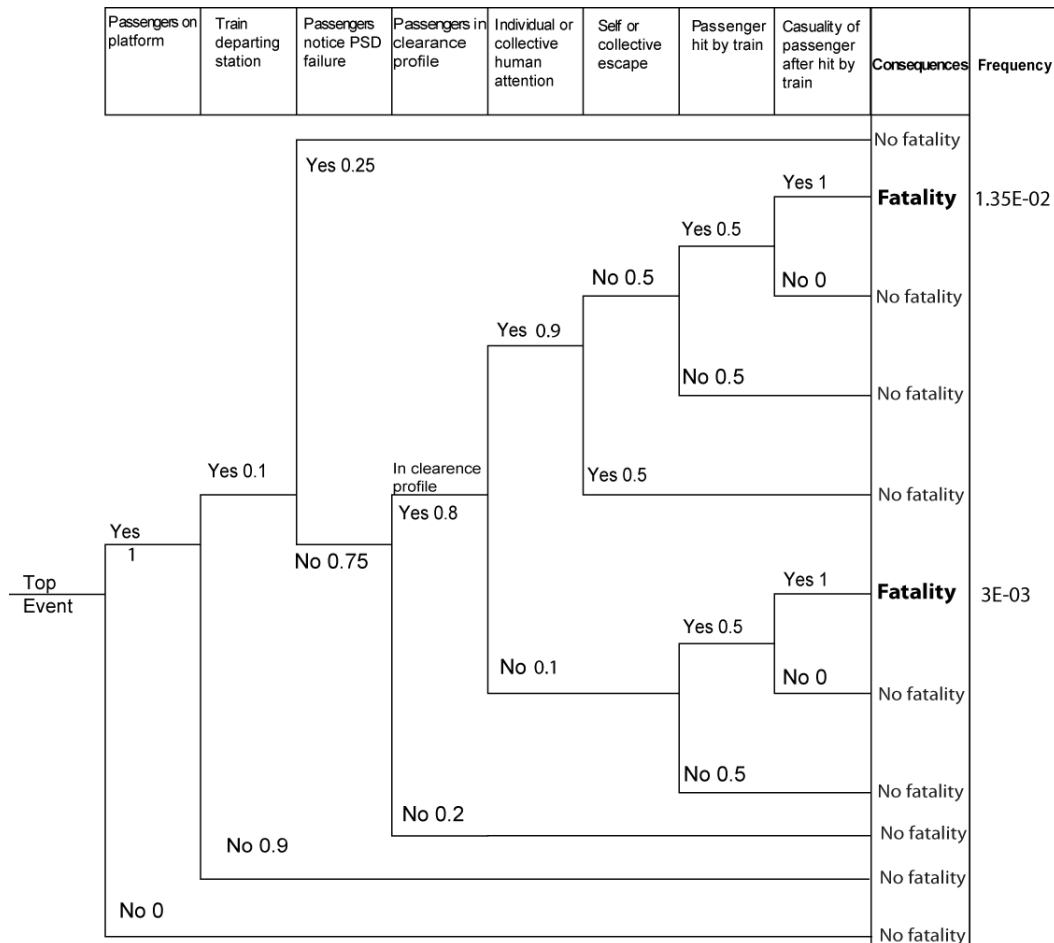 Passengers on
platform
Train
departing
station
Passengers
notice PSD
failure
Passengers in
clearance
profile
Individual or
collective
human
attention
Self or
collective
escape
Passenger
hit by train
Casuality of
passenger
after hit by
train
Consequences
Frequency
No fatality
Yes 0.25
Yes 1
Fatality
1.35E-02
Yes 0.5
No 0.5
No 0
No fatality
Yes 0.9
No 0.5
No fatality
Yes 0.1
In clearence
profile
Yes 0.8
Yes 0.5
No fatality
Yes
1
No 0.75
Top
Event
Yes 1
Fatality
3E-03
Yes 0.5
No 0.1
No 0
No fatality
No 0.5
No fatality
No 0.2
No fatality
No 0.9
No fatality
No 0
No fatality